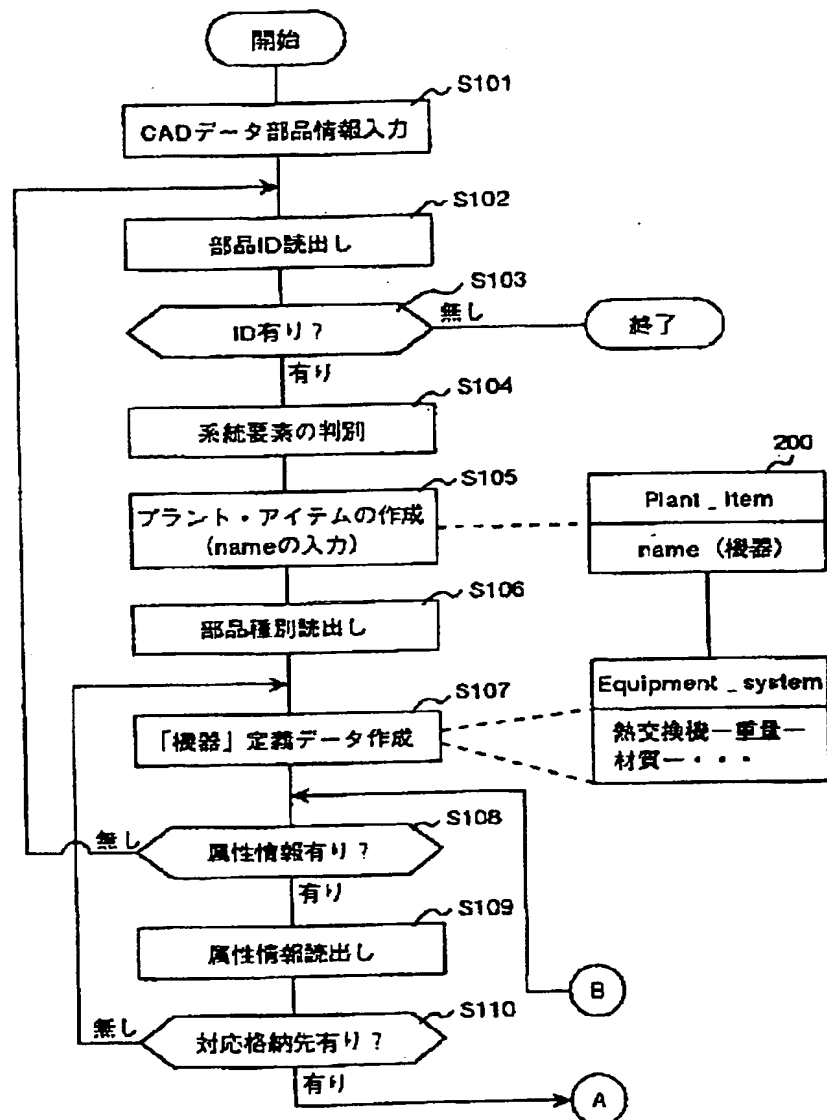 開始
S101
CADデータ部品情報入力
S102
部品ID読出し
S103
ID有り？
無し
終了
有り
S104
系統要素の判別
S105
プラント・アイテムの作成
(nameの入力)
200
Plant_Item
name（機器）
S106
部品種別読出し
S107
「機器」定義データ作成
Equipment_system
熱交換機ー重量ー
材質ー・・・
S108
無し
属性情報有り？
有り
S109
属性情報読出し
B
S110
無し
対応格納先有り？
有り
A